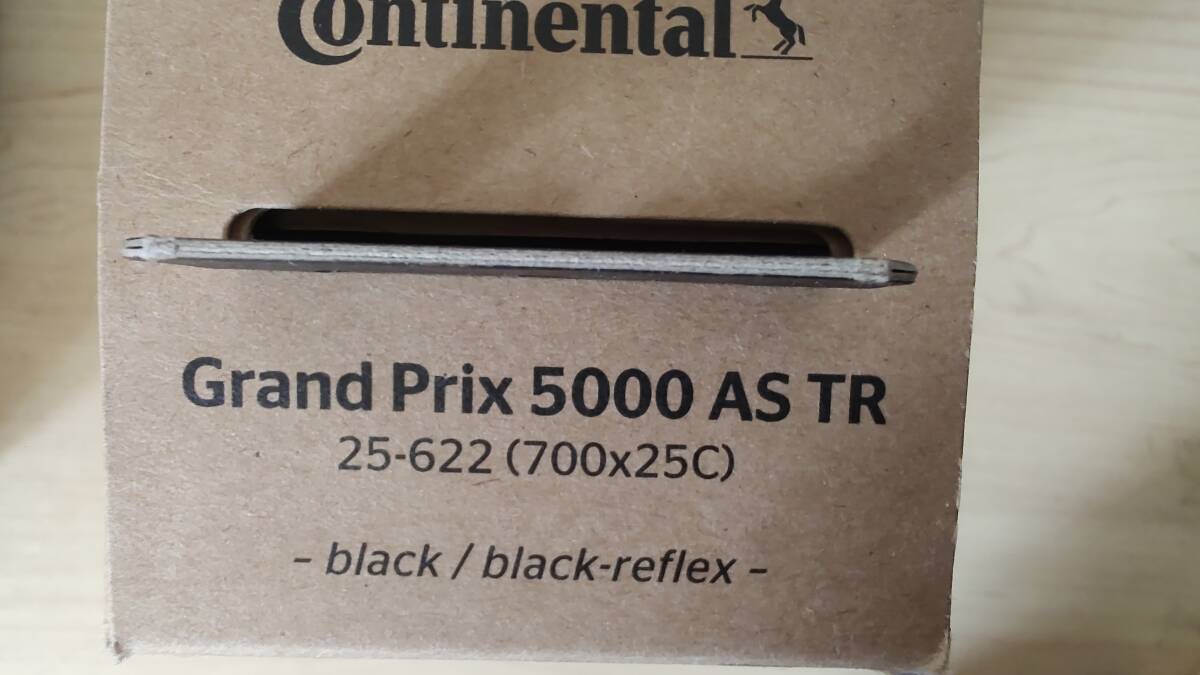 Continental
Grand Prix 5000 AS TR
25-622 (700x25C)
– black / black-reflex –